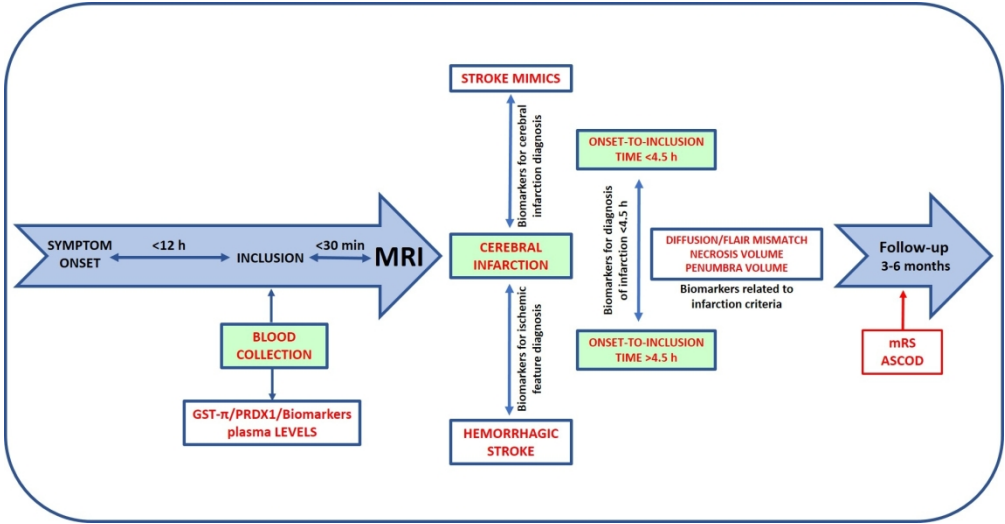 SYMPTOM
ONSET
<12 h
INCLUSION
<30 min
MRI
BLOOD
COLLECTION
GST-π/PRDX1/Biomarkers
plasma LEVELS
STROKE MIMICS
Biomarkers for cerebral
infarction diagnosis
CEREBRAL
INFARCTION
Biomarkers for ischemic
feature diagnosis
HEMORRHAGIC
STROKE
ONSET-TO-INCLUSION
TIME <4.5 h
Biomarkers for diagnosis
of infarction <4.5 h
ONSET-TO-INCLUSION
TIME >4.5 h
DIFFUSION/FLAIR MISMATCH
NECROSIS VOLUME
PENUMBRA VOLUME
Biomarkers related to
infarction criteria
Follow-up
3-6 months
mRS
ASCOD